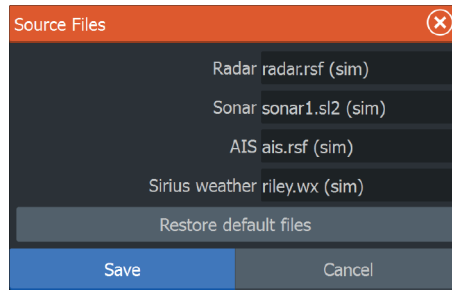 Source Files
Radar radar.rsf (sim)
Sonar sonar1.sl2 (sim)
AIS ais.rsf (sim)
Sirius weather riley.wx (sim)
Restore default files
Save Cancel